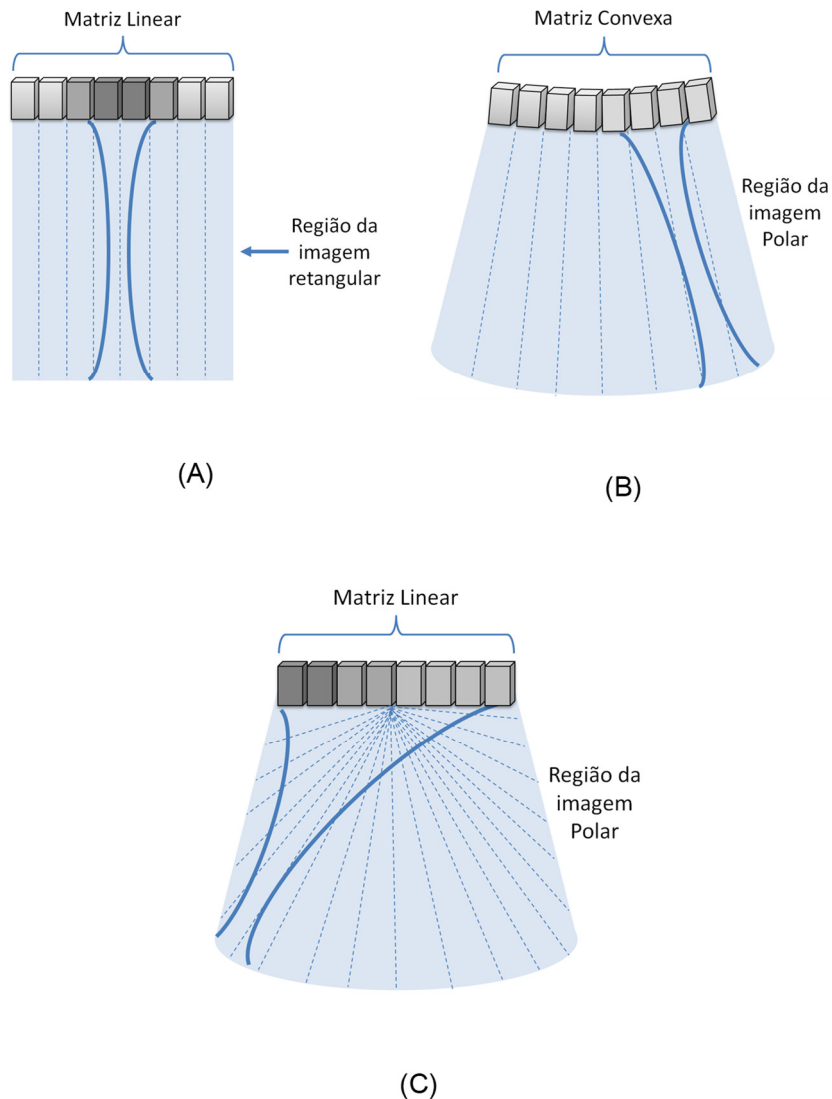 Matriz Linear
Matriz Convexa
Região da
imagem
retangular
Região da
imagem
Polar
(A)
(B)
Matriz Linear
Região da
imagem
Polar
(C)